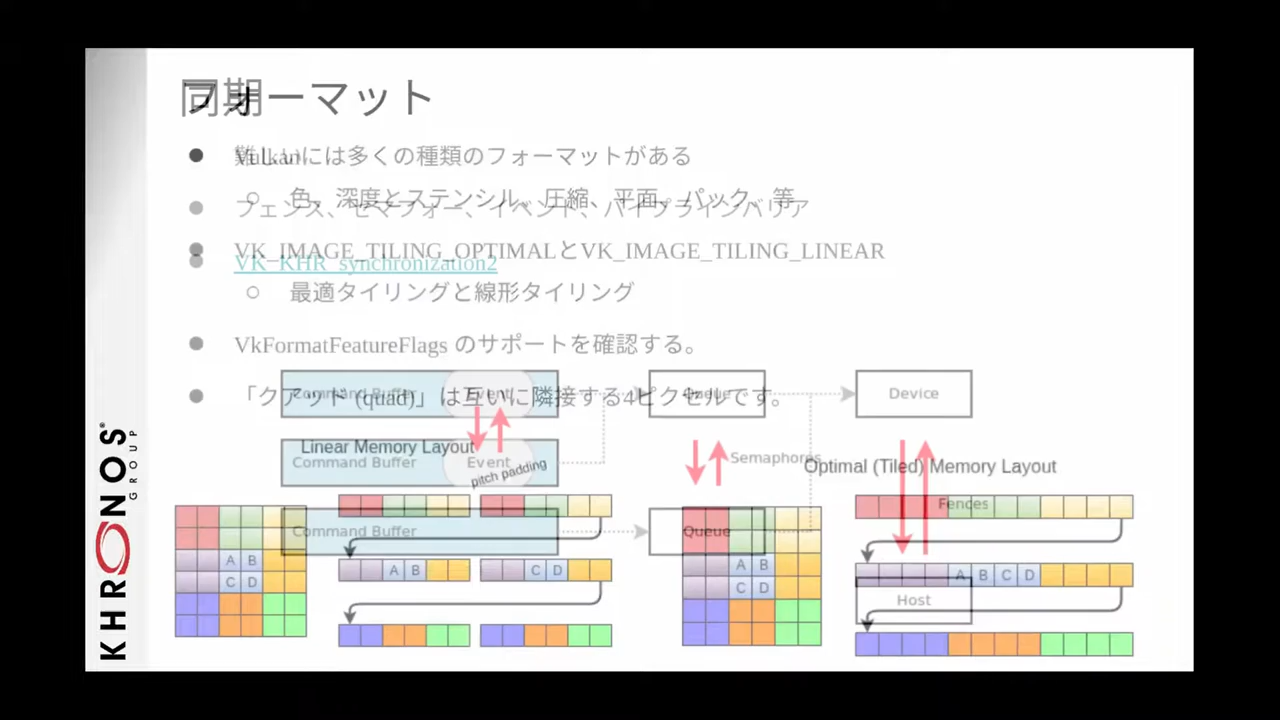 同期
フォーマット
難しい
Vulkanには多くの種類のフォーマットがある
色、深度とステンシル、圧縮、平面、パック、等
フェンス、セマフォー、イベント、パイプラインバリア
VK_IMAGE_TILING_OPTIMALとVK_IMAGE_TILING_LINEAR
VK_KHR_synchronization2
最適タイリングと線形タイリング
VkFormatFeatureFlags のサポートを確認する。
「クアッド (quad)」は互いに隣接する4ピクセルです。
Command Buffer
Event
Queue
Device
Linear Memory Layout
Command Buffer
Event
Semaphores
Optimal (Tiled) Memory Layout
pitch padding
Fences
Command Buffer
Queue
A B
C D
A B
C D
A B
C D
A B C D
Host
KHRONOS
GROUP